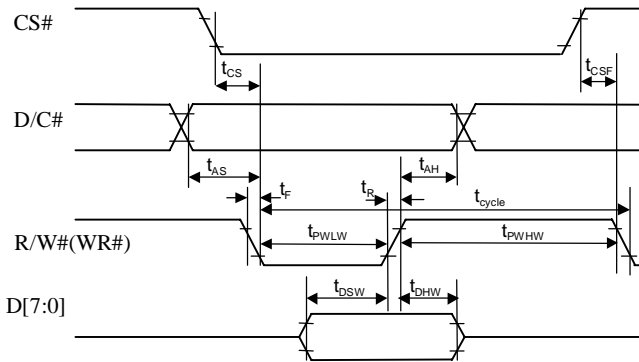 CS#
t_CS
t_CSF
D/C#
t_AS
t_F
t_R
t_AH
t_cycle
R/W#(WR#)
t_PWLW
t_PWHW
D[7:0]
t_DSW
t_DHW